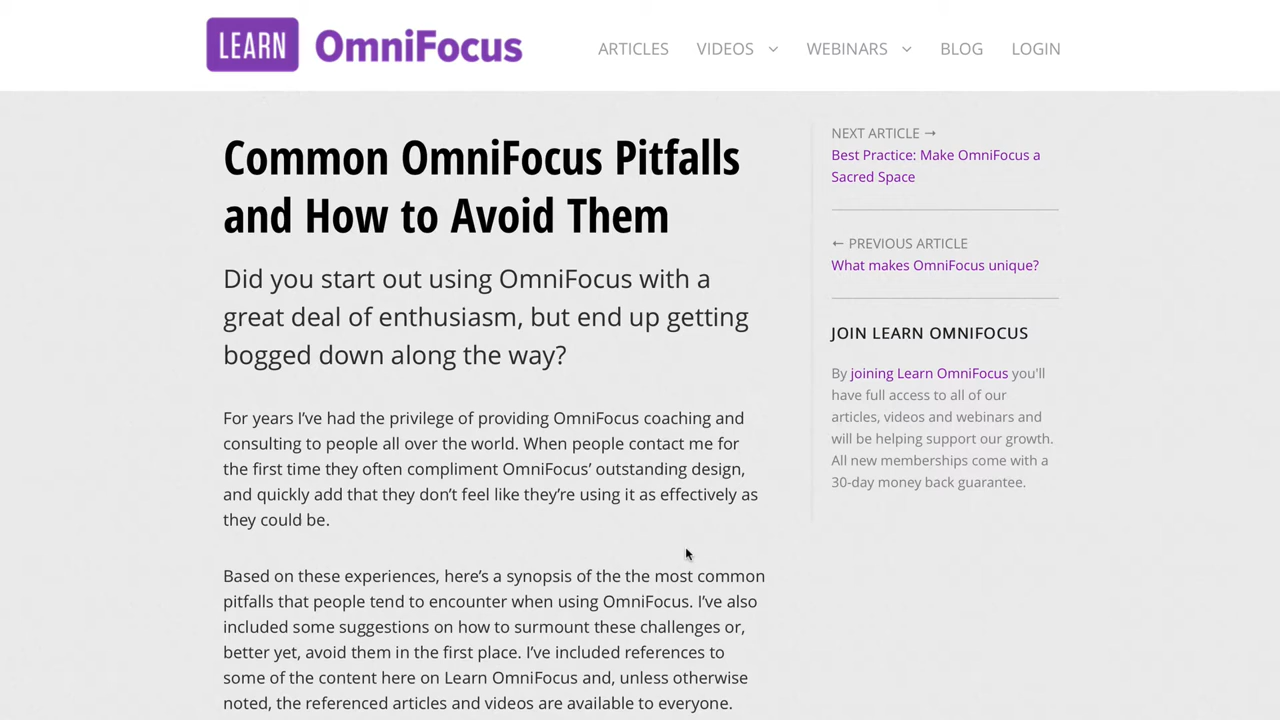 LEARN OmniFocus
ARTICLES VIDEOS WEBINARS BLOG LOGIN
Common OmniFocus Pitfalls
and How to Avoid Them
Did you start out using OmniFocus with a
great deal of enthusiasm, but end up getting
bogged down along the way?
For years I’ve had the privilege of providing OmniFocus coaching and
consulting to people all over the world. When people contact me for
the first time they often compliment OmniFocus’ outstanding design,
and quickly add that they don’t feel like they’re using it as effectively as
they could be.
Based on these experiences, here’s a synopsis of the the most common
pitfalls that people tend to encounter when using OmniFocus. I’ve also
included some suggestions on how to surmount these challenges or,
better yet, avoid them in the first place. I’ve included references to
some of the content here on Learn OmniFocus and, unless otherwise
noted, the referenced articles and videos are available to everyone.
NEXT ARTICLE →
Best Practice: Make OmniFocus a
Sacred Space
← PREVIOUS ARTICLE
What makes OmniFocus unique?
JOIN LEARN OMNIFOCUS
By joining Learn OmniFocus you'll
have full access to all of our
articles, videos and webinars and
will be helping support our growth.
All new memberships come with a
30-day money back guarantee.